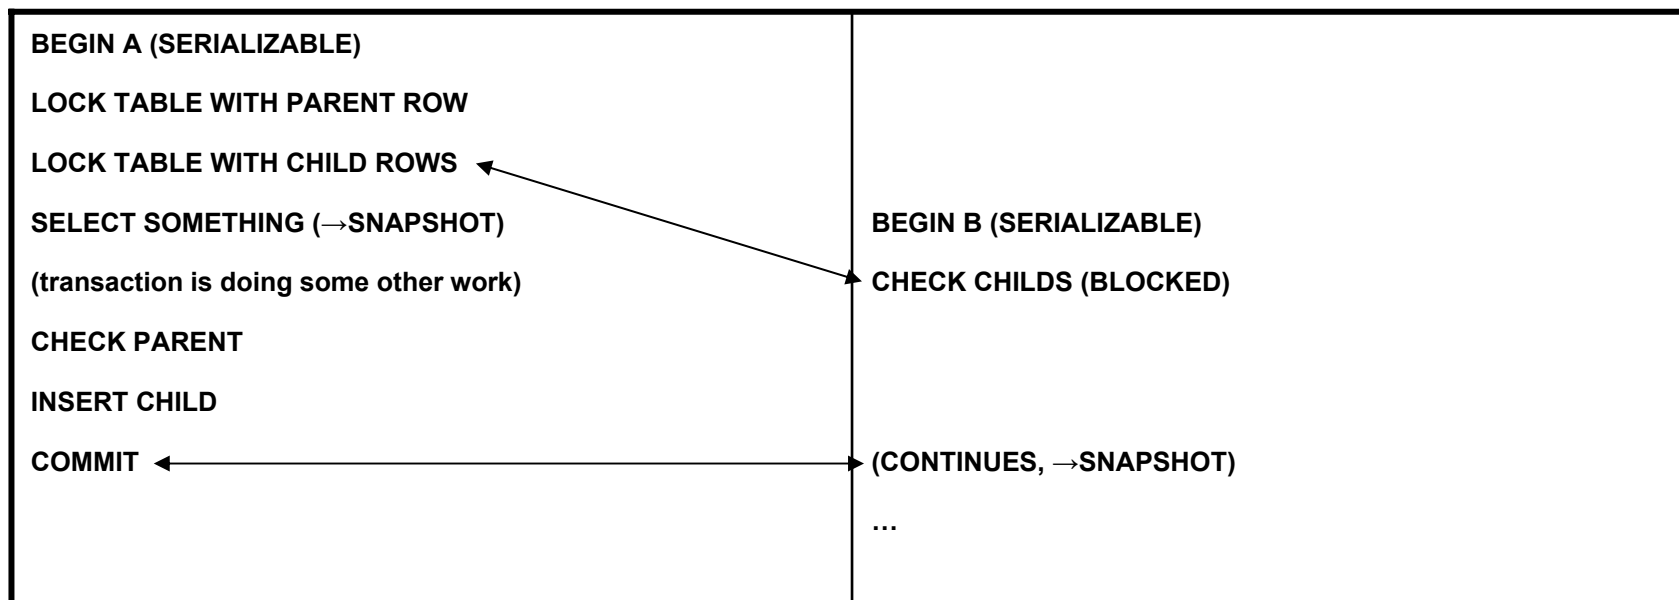 BEGIN A (SERIALIZABLE)
LOCK TABLE WITH PARENT ROW
LOCK TABLE WITH CHILD ROWS
SELECT SOMETHING (→SNAPSHOT)
(transaction is doing some other work)
CHECK PARENT
INSERT CHILD
COMMIT
BEGIN B (SERIALIZABLE)
CHECK CHILDS (BLOCKED)
(CONTINUES, →SNAPSHOT)
…